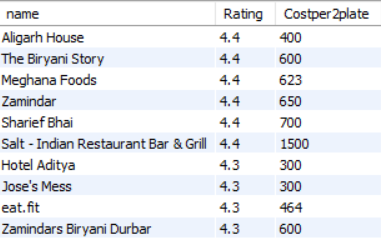 name Rating Costper2plate
Aligarh House 4.4 400
The Biryani Story 4.4 600
Meghana Foods 4.4 623
Zamindar 4.4 650
Sharief Bhai 4.4 700
Salt - Indian Restaurant Bar & Grill 4.4 1500
Hotel Aditya 4.3 300
Jose's Mess 4.3 300
eat.fit 4.3 464
Zamindars Biryani Durbar 4.3 600